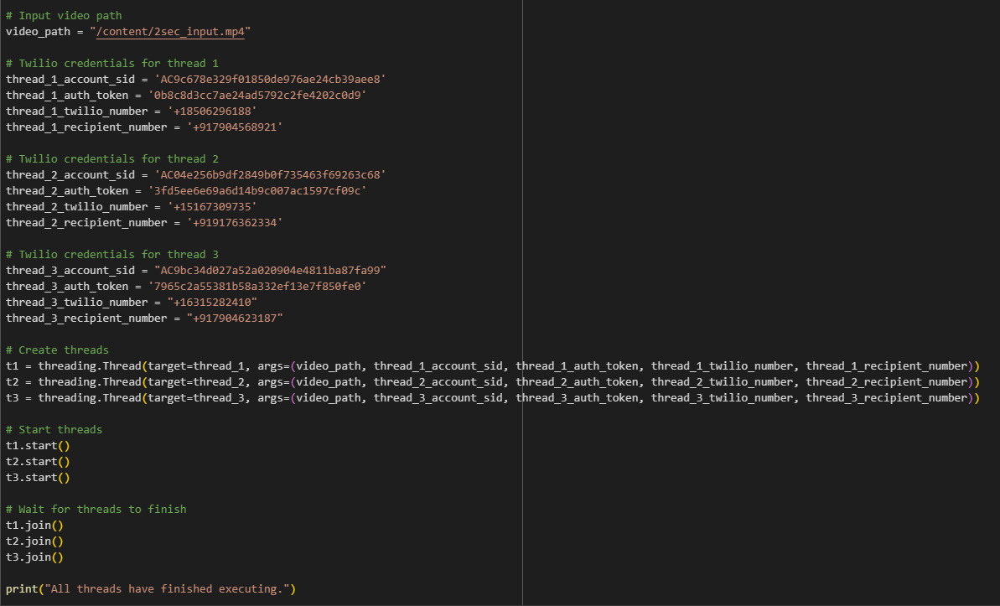 # Input video path
video_path = "/content/2sec_input.mp4"
# Twilio credentials for thread 1
thread_1_account_sid = 'AC9c678e329f01850de976ae24cb39aee8'
thread_1_auth_token = '0b8c8d3cc7ae24ad5792c2fe4202c0d9'
thread_1_twilio_number = '+18506296188'
thread_1_recipient_number = '+917904568921'
# Twilio credentials for thread 2
thread_2_account_sid = 'AC04e256b9df2849b0f735463f69263c68'
thread_2_auth_token = '3fd5ee6e69a6d14b9c007ac1597cf09c'
thread_2_twilio_number = '+15167309735'
thread_2_recipient_number = '+919176362334'
# Twilio credentials for thread 3
thread_3_account_sid = "AC9bc34d027a52a020904e4811ba87fa99"
thread_3_auth_token = '7965c2a55381b58a332ef13e7f850fe0'
thread_3_twilio_number = "+16315282410"
thread_3_recipient_number = "+917904623187"
# Create threads
t1 = threading.Thread(target=thread_1, args=(video_path, thread_1_account_sid, thread_1_auth_token, thread_1_twilio_number, thread_1_recipient_number))
t2 = threading.Thread(target=thread_2, args=(video_path, thread_2_account_sid, thread_2_auth_token, thread_2_twilio_number, thread_2_recipient_number))
t3 = threading.Thread(target=thread_3, args=(video_path, thread_3_account_sid, thread_3_auth_token, thread_3_twilio_number, thread_3_recipient_number))
# Start threads
t1.start()
t2.start()
t3.start()
# Wait for threads to finish
t1.join()
t2.join()
t3.join()
print("All threads have finished executing.")